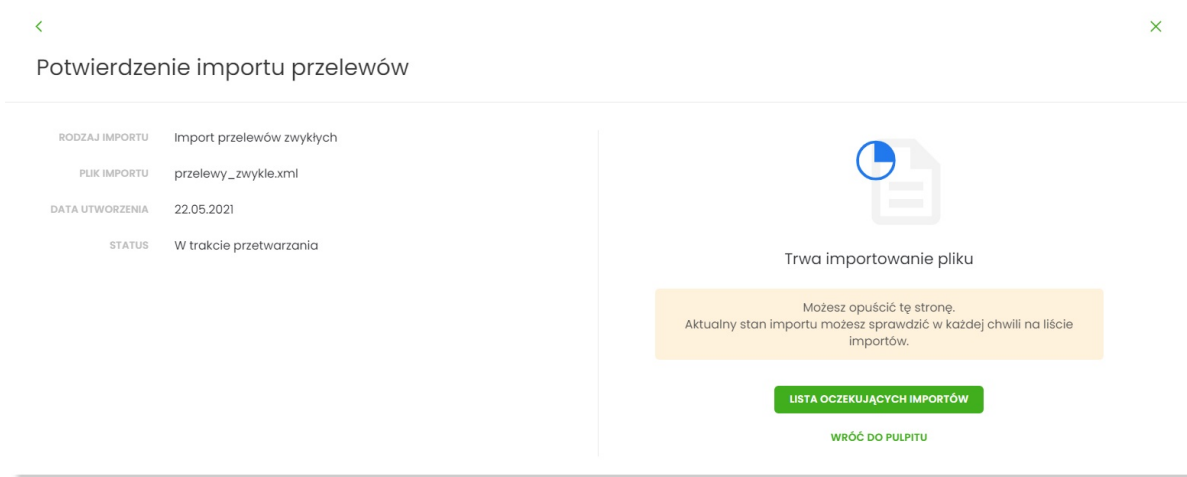 Potwierdzenie importu przelewów
RODZAJ IMPORTU Import przelewów zwykłych
PLIK IMPORTU przelewy_zwykle.xml
DATA UTWORZENIA 22.05.2021
STATUS W trakcie przetwarzania
Trwa importowanie pliku
Możesz opuścić tę stronę.
Aktualny stan importu możesz sprawdzić w każdej chwili na liście
importów.
LISTA OCZEKUJĄCYCH IMPORTÓW
WRÓĆ DO PULPITU